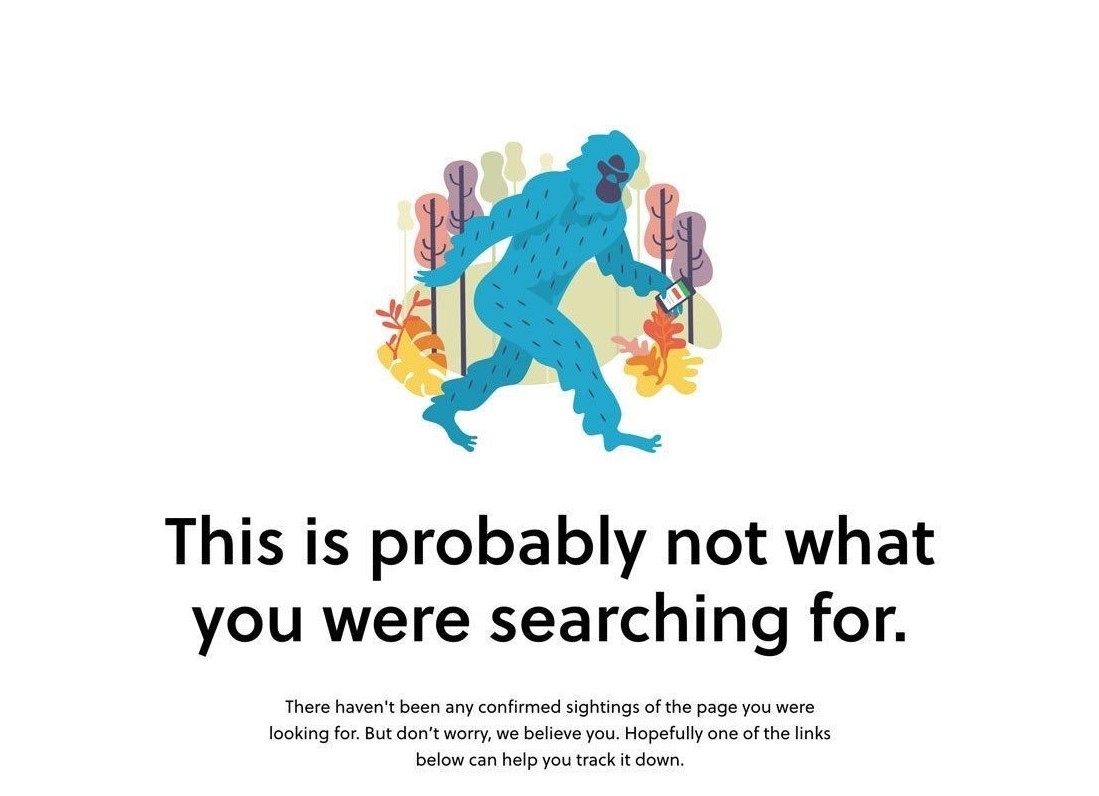 This is probably not what
you were searching for.
There haven't been any confirmed sightings of the page you were
looking for. But don’t worry, we believe you. Hopefully one of the links
below can help you track it down.